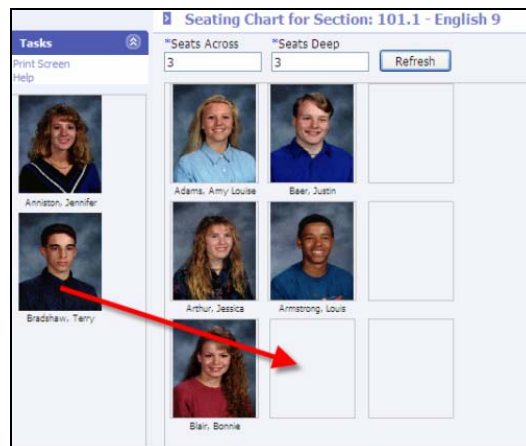 Seating Chart for Section: 101.1 - English 9
Tasks
Print Screen
Help
*Seats Across
*Seats Deep
3
3
Refresh
Anniston, Jennifer
Bradshaw, Terry
Adams, Amy Louise
Baer, Justin
Arthur, Jessica
Armstrong, Louis
Blair, Bonnie